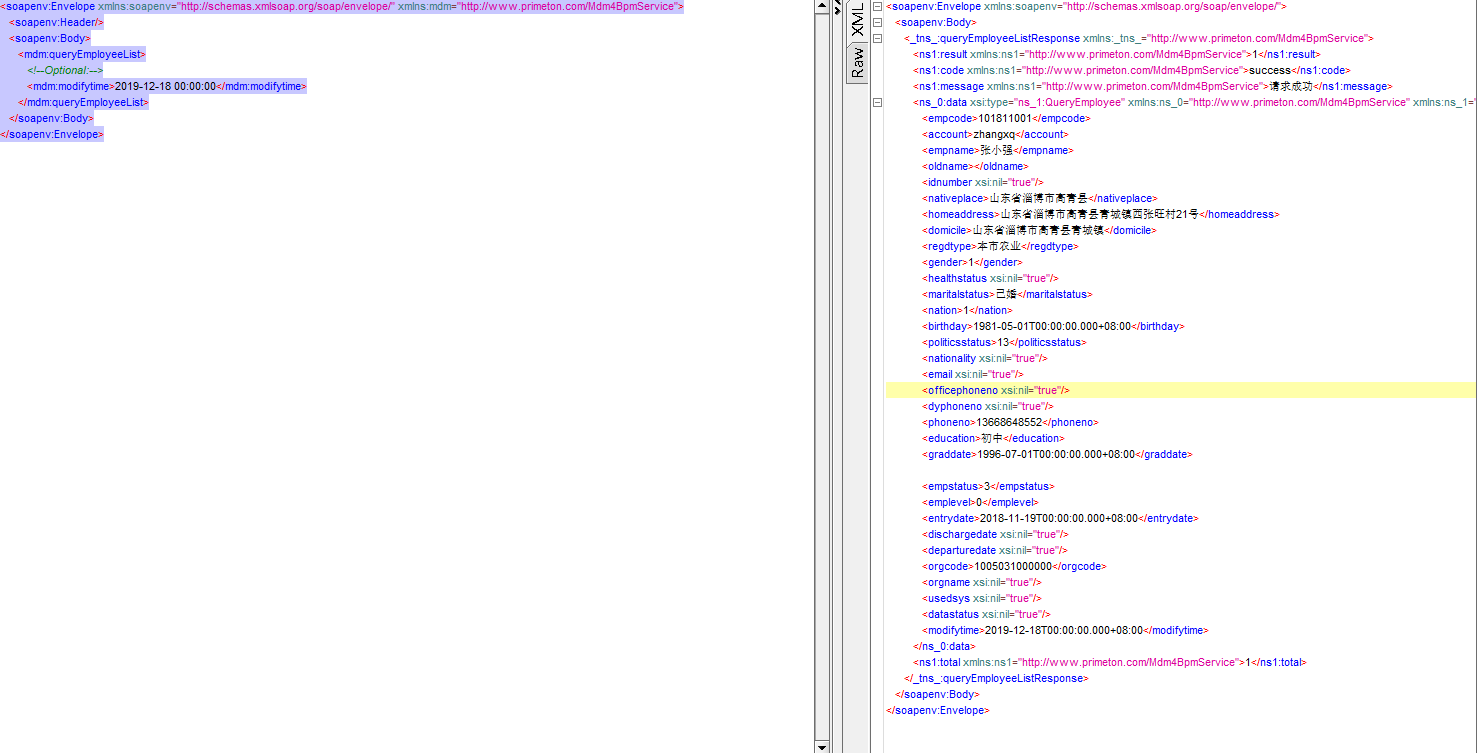 <soapenv:Envelope xmlns:soapenv="http://schemas.xmlsoap.org/soap/envelope/" xmlns:mdm="http://www.primeton.com/Mdm4BpmService">
<soapenv:Header/>
<soapenv:Body>
<mdm:queryEmployeeList>
<!--Optional:-->
<mdm:modifytime>2019-12-18 00:00:00</mdm:modifytime>
</mdm:queryEmployeeList>
</soapenv:Body>
</soapenv:Envelope>
XML
Raw
<soapenv:Envelope xmlns:soapenv="http://schemas.xmlsoap.org/soap/envelope/">
<soapenv:Body>
<_tns_:queryEmployeeListResponse xmlns:_tns_="http://www.primeton.com/Mdm4BpmService">
<ns1:result xmlns:ns1="http://www.primeton.com/Mdm4BpmService">1</ns1:result>
<ns1:code xmlns:ns1="http://www.primeton.com/Mdm4BpmService">success</ns1:code>
<ns1:message xmlns:ns1="http://www.primeton.com/Mdm4BpmService">请求成功</ns1:message>
<ns_0:data xsi:type="ns_1:QueryEmployee" xmlns:ns_0="http://www.primeton.com/Mdm4BpmService" xmlns:ns_1="
<empcode>101811001</empcode>
<account>zhangxq</account>
<empname>张小强</empname>
<oldname></oldname>
<idnumber xsi:nil="true"/>
<nativeplace>山东省淄博市高青县</nativeplace>
<homeaddress>山东省淄博市高青县青城镇西张旺村21号</homeaddress>
<domicile>山东省淄博市高青县青城镇</domicile>
<regdtype>本市农业</regdtype>
<gender>1</gender>
<healthstatus xsi:nil="true"/>
<maritalstatus>已婚</maritalstatus>
<nation>1</nation>
<birthday>1981-05-01T00:00:00.000+08:00</birthday>
<politicsstatus>13</politicsstatus>
<nationality xsi:nil="true"/>
<email xsi:nil="true"/>
<officephoneno xsi:nil="true"/>
<dyphoneno xsi:nil="true"/>
<phoneno>13668648552</phoneno>
<education>初中</education>
<graddate>1996-07-01T00:00:00.000+08:00</graddate>
<empstatus>3</empstatus>
<emplevel>0</emplevel>
<entrydate>2018-11-19T00:00:00.000+08:00</entrydate>
<dischargedate xsi:nil="true"/>
<departuredate xsi:nil="true"/>
<orgcode>1005031000000</orgcode>
<orgname xsi:nil="true"/>
<usedsys xsi:nil="true"/>
<datastatus xsi:nil="true"/>
<modifytime>2019-12-18T00:00:00.000+08:00</modifytime>
</ns_0:data>
<ns1:total xmlns:ns1="http://www.primeton.com/Mdm4BpmService">1</ns1:total>
</_tns_:queryEmployeeListResponse>
</soapenv:Body>
</soapenv:Envelope>